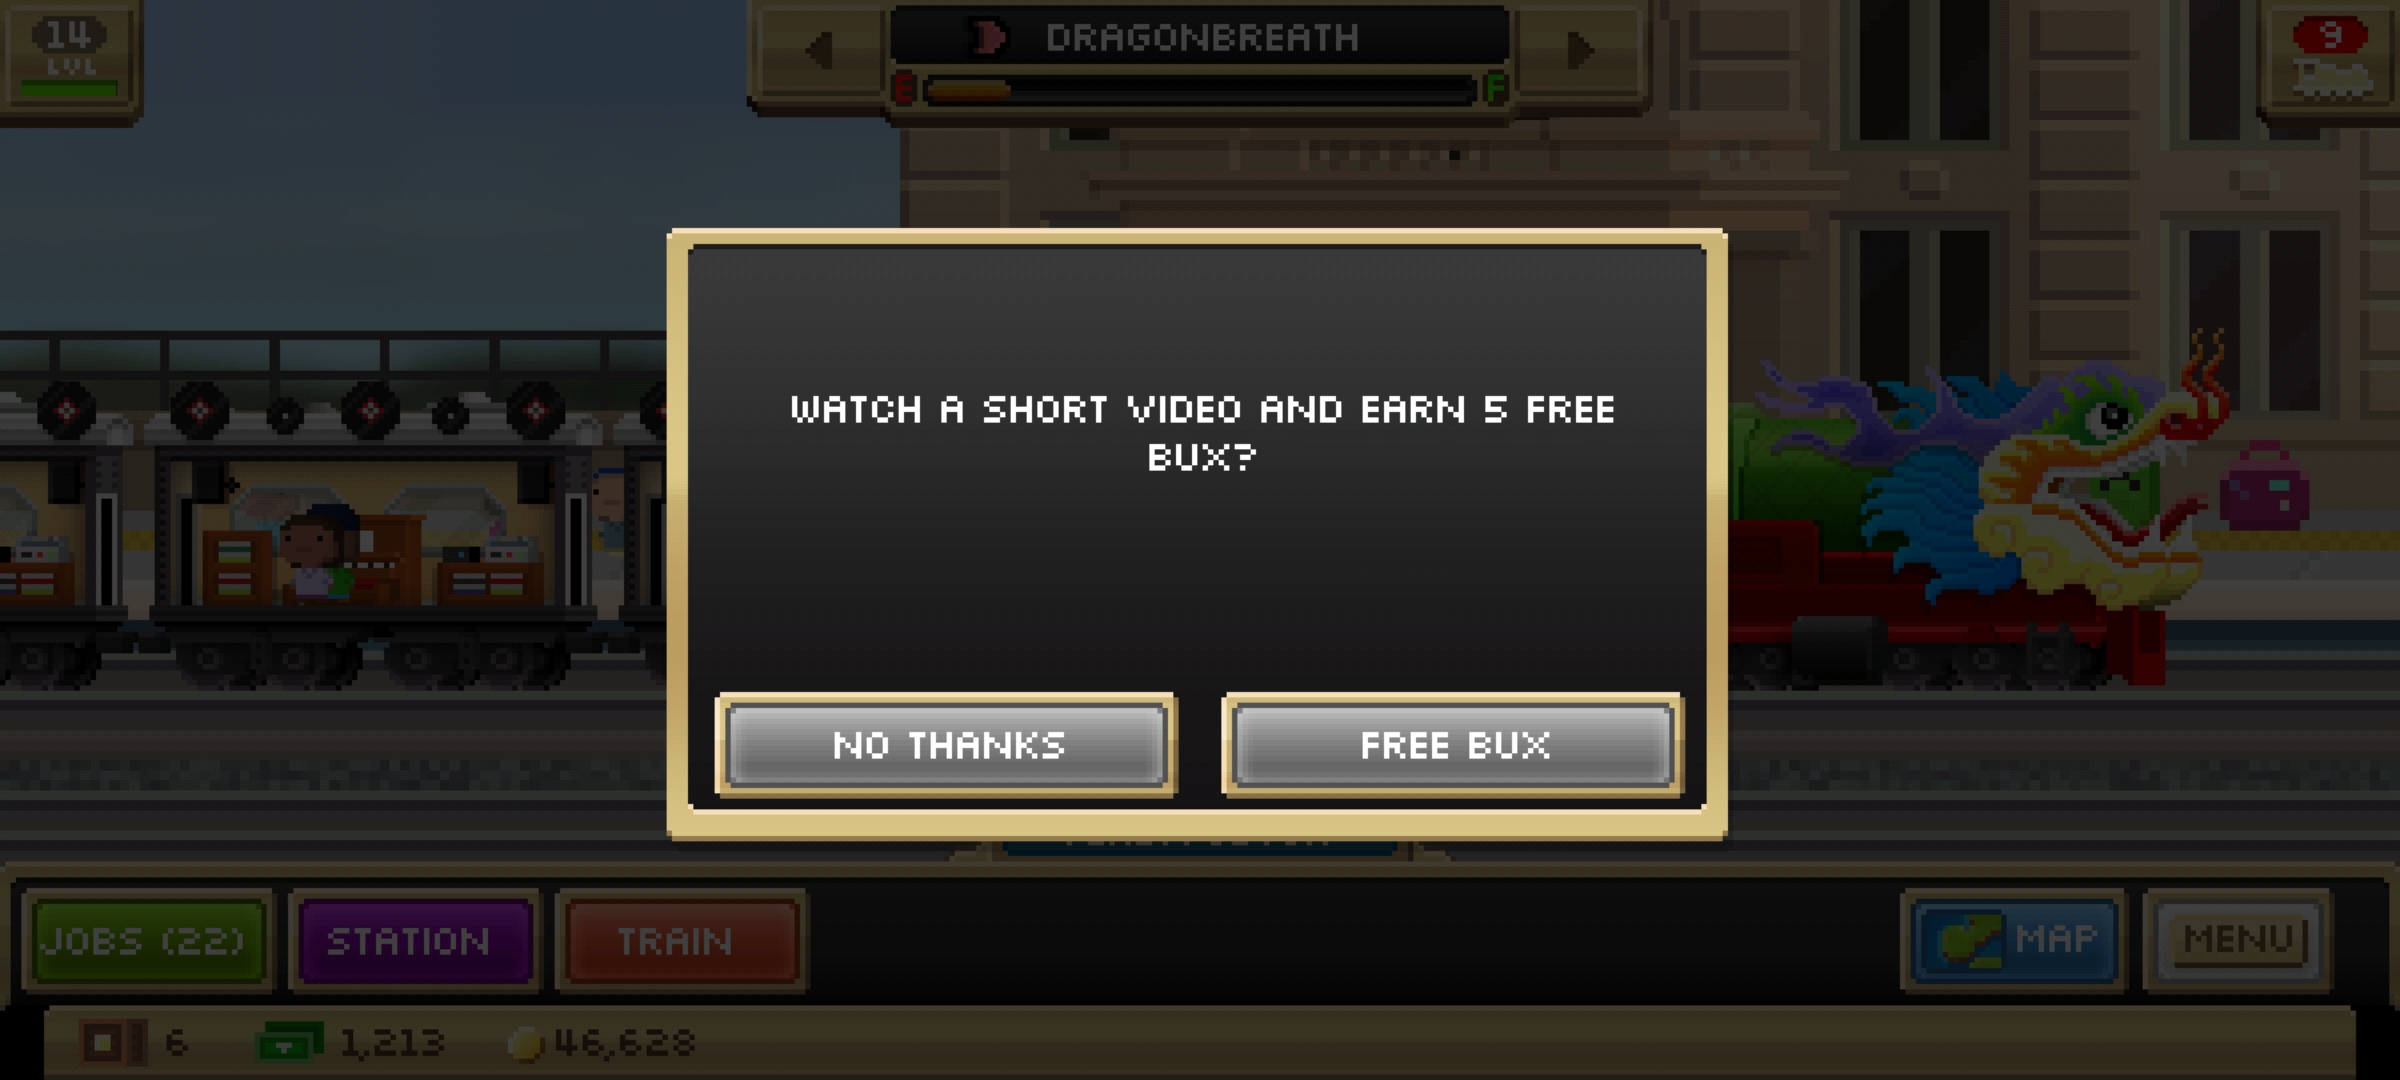 14
LVL
DRAGONBREATH
E F
9
WATCH A SHORT VIDEO AND EARN 5 FREE
BUX?
NO THANKS
FREE BUX
JOBS (22)
STATION
TRAIN
MAP
MENU
6
1,213
46,628